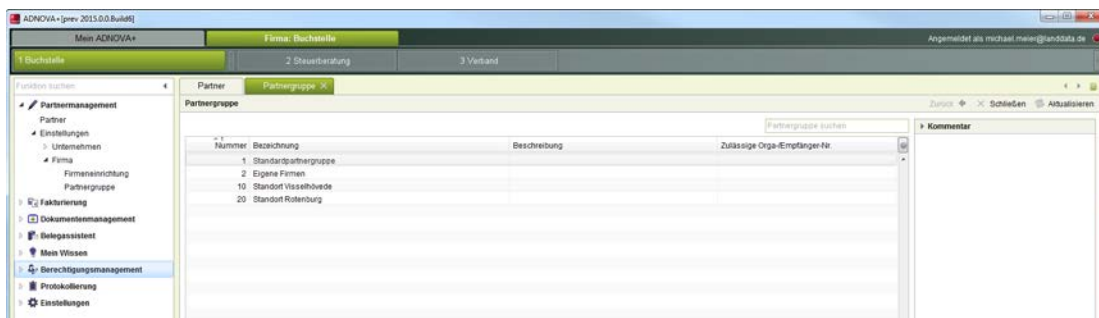 ADNOVA+ [prev 2015.0.0.Build6]
Mein ADNOVA+
Firma: Buchstelle
Angemeldet als michael.meier@landdata.de
1 Buchstelle
2 Steuerberatung
3 Verband
Funktion suchen
Partner
Partnergruppe
Partnermanagement
Partnergruppe
Zurück
Schließen
Aktualisieren
Partner
Partnergruppe suchen
Kommentar
Einstellungen
Nummer
Bezeichnung
Beschreibung
Zulässige Orga-/Empfänger-Nr.
Unternehmen
1 Standardpartnergruppe
Firma
2 Eigene Firmen
Firmeneinrichtung
10 Standort Visselhövede
Partnergruppe
20 Standort Rotenburg
Fakturierung
Dokumentenmanagement
Belegassistent
Mein Wissen
Berechtigungsmanagement
Protokollierung
Einstellungen